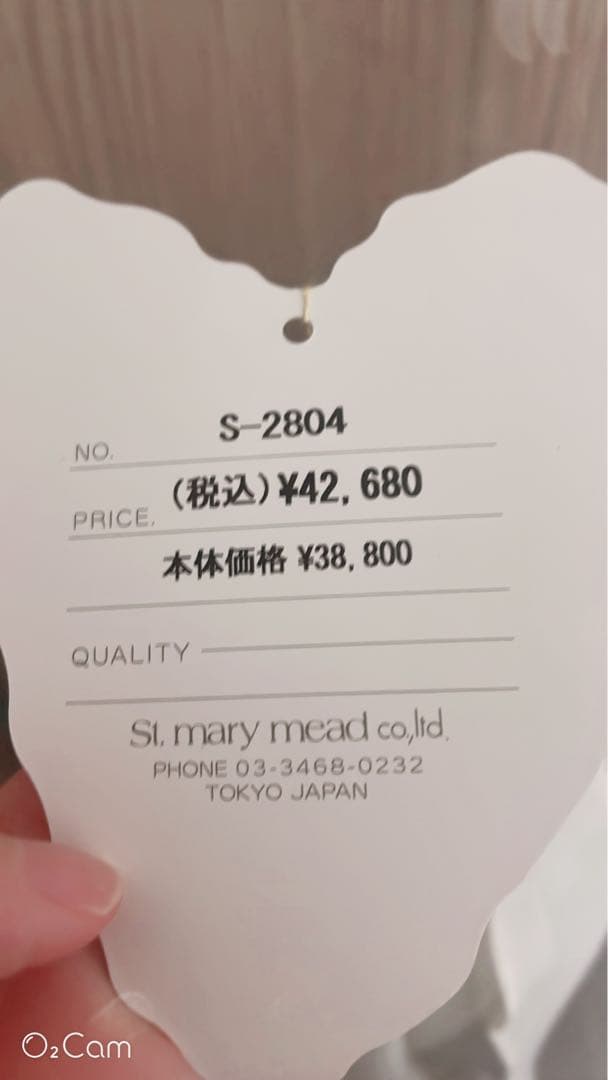 NO. S-2804
PRICE. (税込)¥42,680
本体価格 ¥38,800
QUALITY
St. mary mead co.,ltd.
PHONE 03-3468-0232
TOKYO JAPAN
O₂Cam